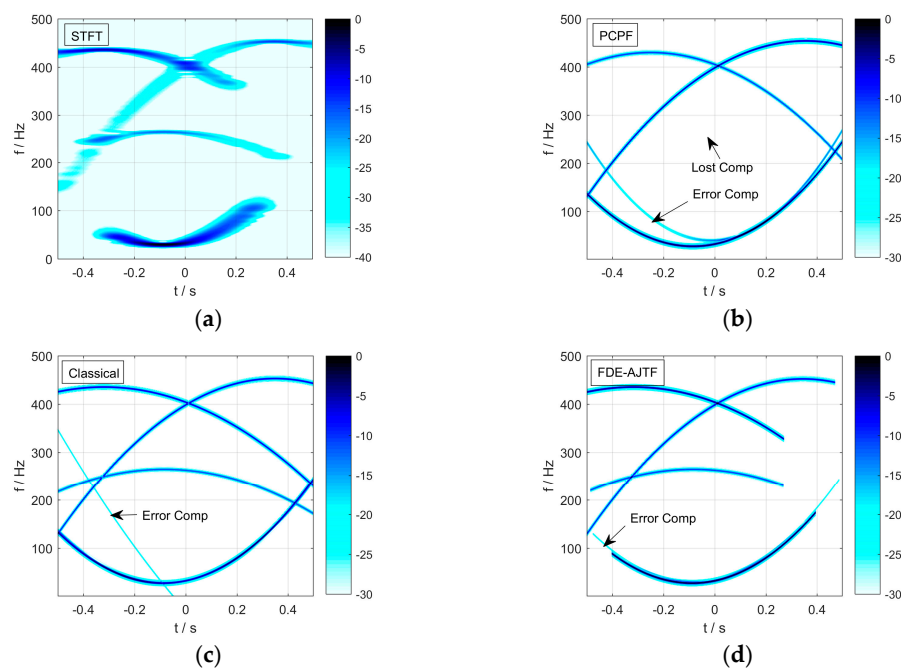 500
400
300
200
100
0
f / Hz
STFT
-0.4 -0.2 0 0.2 0.4
t / s
0
-5
-10
-15
-20
-25
-30
-35
-40
(a)
500
400
300
200
100
f / Hz
PCPF
Lost Comp
Error Comp
-0.4 -0.2 0 0.2 0.4
t / s
0
-5
-10
-15
-20
-25
-30
(b)
500
400
300
200
100
f / Hz
Classical
Error Comp
-0.4 -0.2 0 0.2 0.4
t / s
0
-5
-10
-15
-20
-25
-30
(c)
500
400
300
200
100
f / Hz
FDE-AJTF
Error Comp
-0.4 -0.2 0 0.2 0.4
t / s
0
-5
-10
-15
-20
-25
-30
(d)